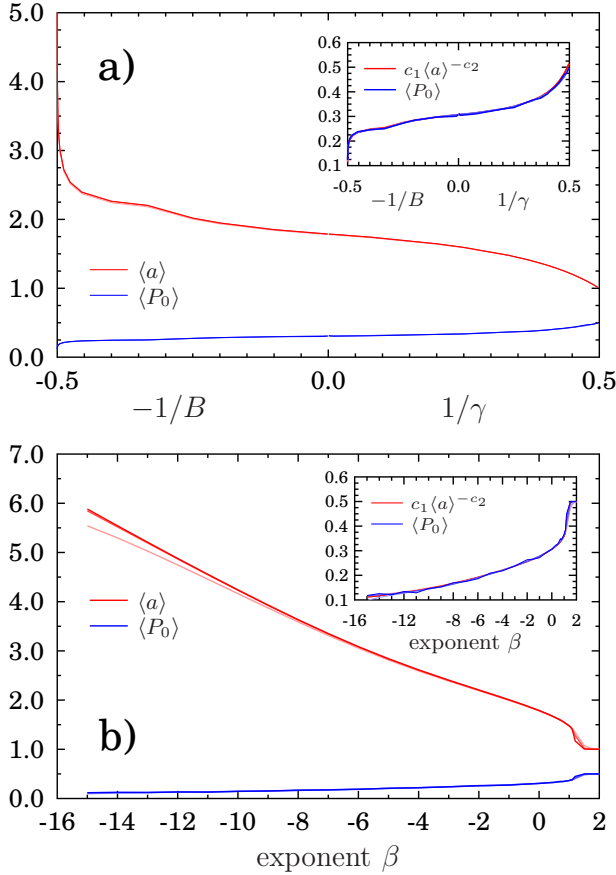 5.0
a)
0.6
c₁⟨a⟩^{−c₂}
0.5
⟨P₀⟩
4.0
0.4
0.3
0.2
3.0
0.1
-0.5 0.0 0.5
−1/B 1/γ
2.0
⟨a⟩
⟨P₀⟩
1.0
0.0
-0.5 0.0 0.5
−1/B 1/γ
7.0
0.6
c₁⟨a⟩^{−c₂}
0.5
6.0
⟨P₀⟩
0.4
0.3
5.0
0.2
0.1
-16 -12 -8 -6 -4 -2 0 2
4.0
⟨a⟩
exponent β
⟨P₀⟩
3.0
2.0
b)
1.0
0.0
-16 -14 -12 -10 -8 -6 -4 -2 0 2
exponent β